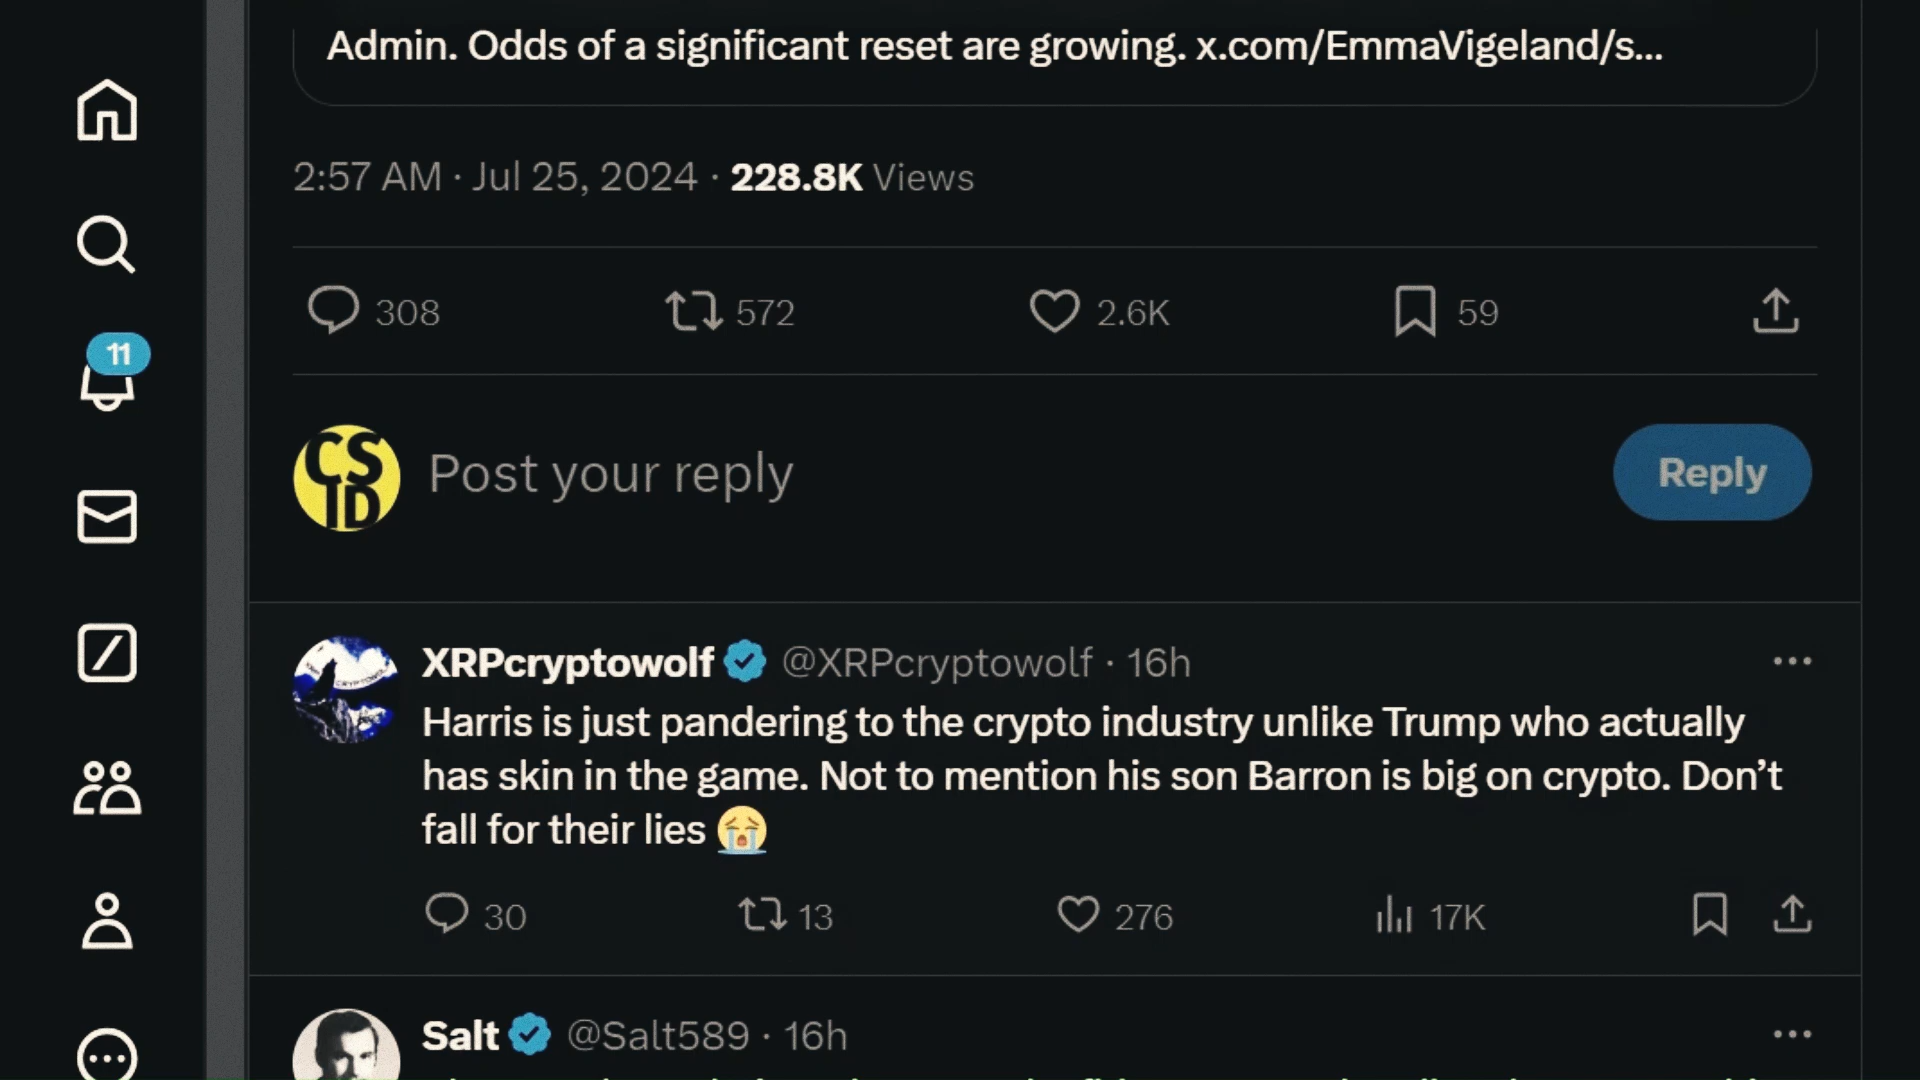 Admin. Odds of a significant reset are growing. x.com/EmmaVigeland/s...
2:57 AM · Jul 25, 2024 · 228.8K Views
308 572 2.6K 59
11
CS
ID
Post your reply
Reply
XRPcryptowolf @XRPcryptowolf · 16h
Harris is just pandering to the crypto industry unlike Trump who actually
has skin in the game. Not to mention his son Barron is big on crypto. Don’t
fall for their lies 😭
30 13 276 17K
Salt @Salt589 · 16h